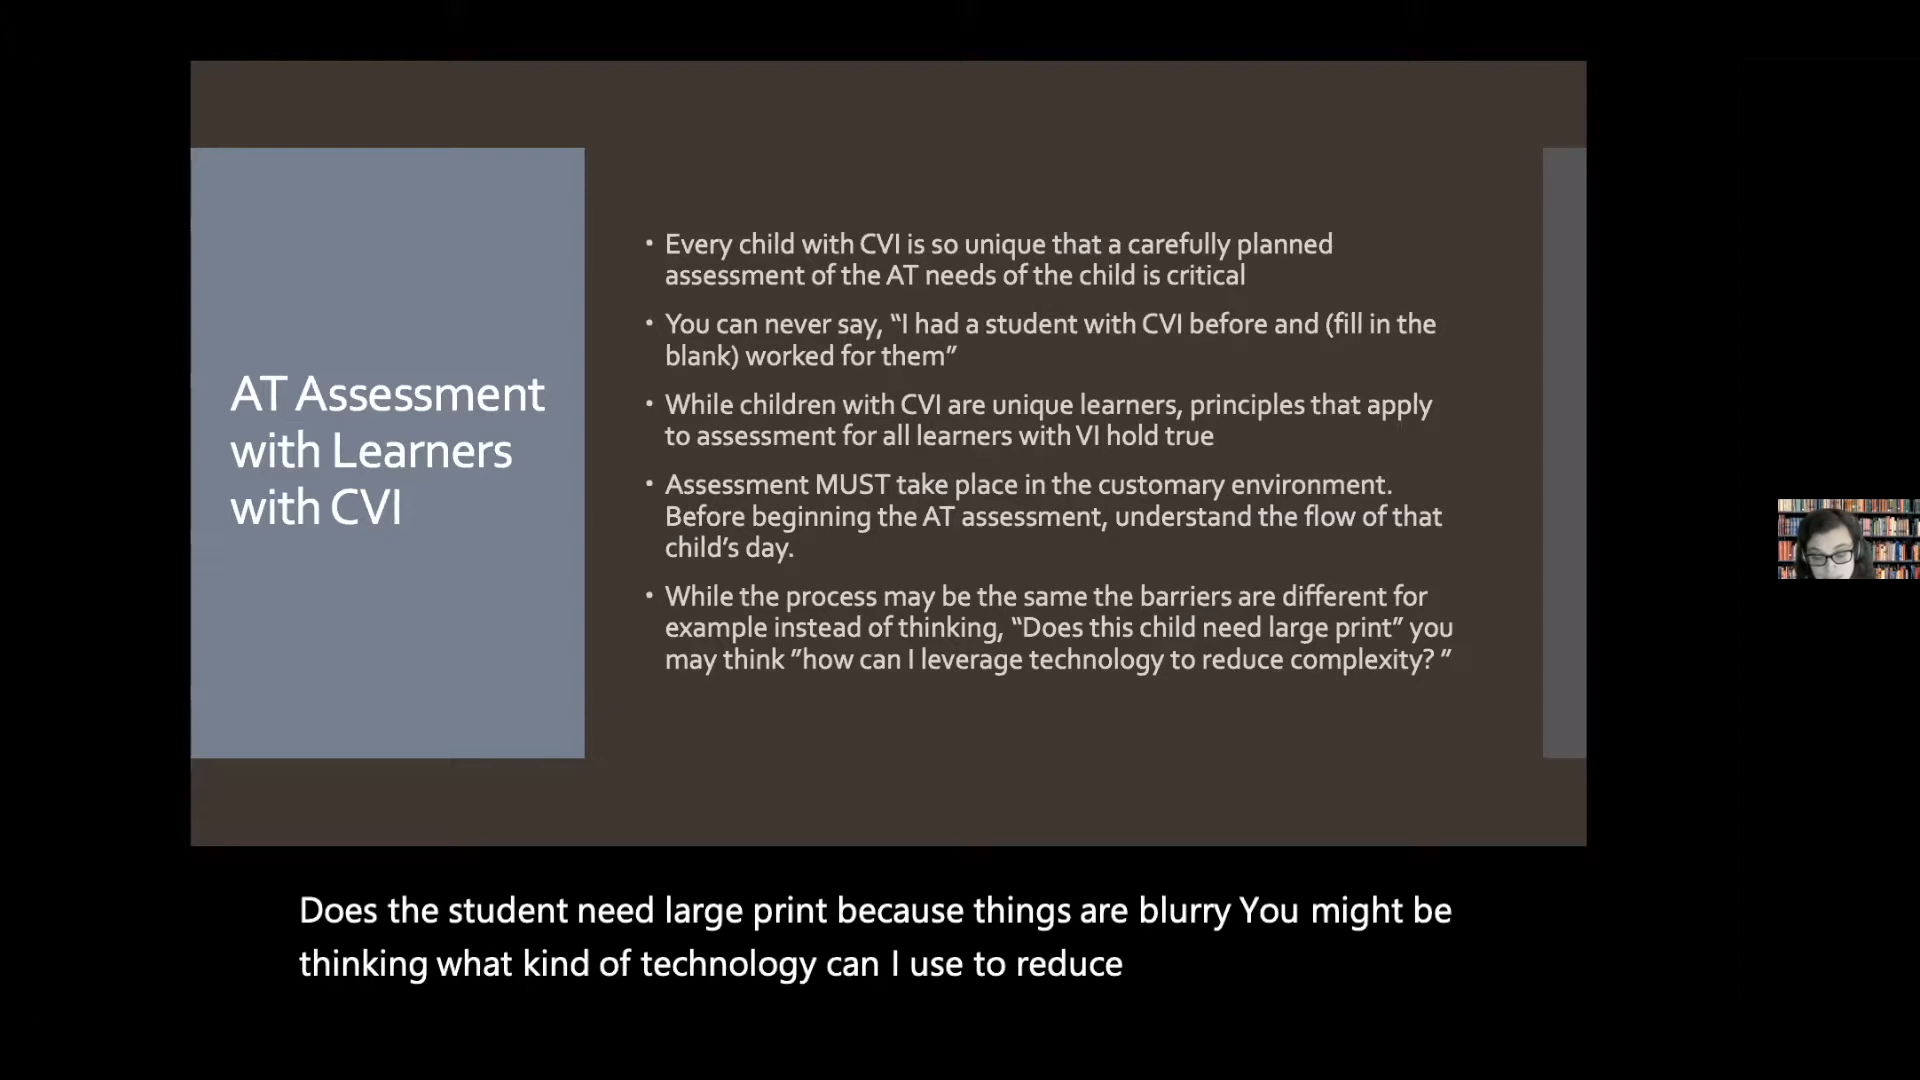 AT Assessment
with Learners
with CVI
• Every child with CVI is so unique that a carefully planned
assessment of the AT needs of the child is critical
• You can never say, “I had a student with CVI before and (fill in the
blank) worked for them”
• While children with CVI are unique learners, principles that apply
to assessment for all learners with VI hold true
• Assessment MUST take place in the customary environment.
Before beginning the AT assessment, understand the flow of that
child’s day.
• While the process may be the same the barriers are different for
example instead of thinking, “Does this child need large print” you
may think ”how can I leverage technology to reduce complexity? ”
Does the student need large print because things are blurry You might be
thinking what kind of technology can I use to reduce